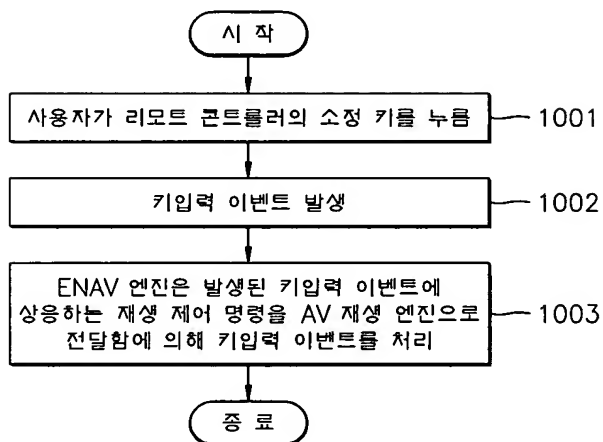 시 작
사용자가 리모트 콘트롤러의 소정 키를 누름
1001
키입력 이벤트 발생
1002
ENAV 엔진은 발생된 키입력 이벤트에
상응하는 재생 제어 명령을 AV 재생 엔진으로
전달함에 의해 키입력 이벤트를 처리
1003
종 료